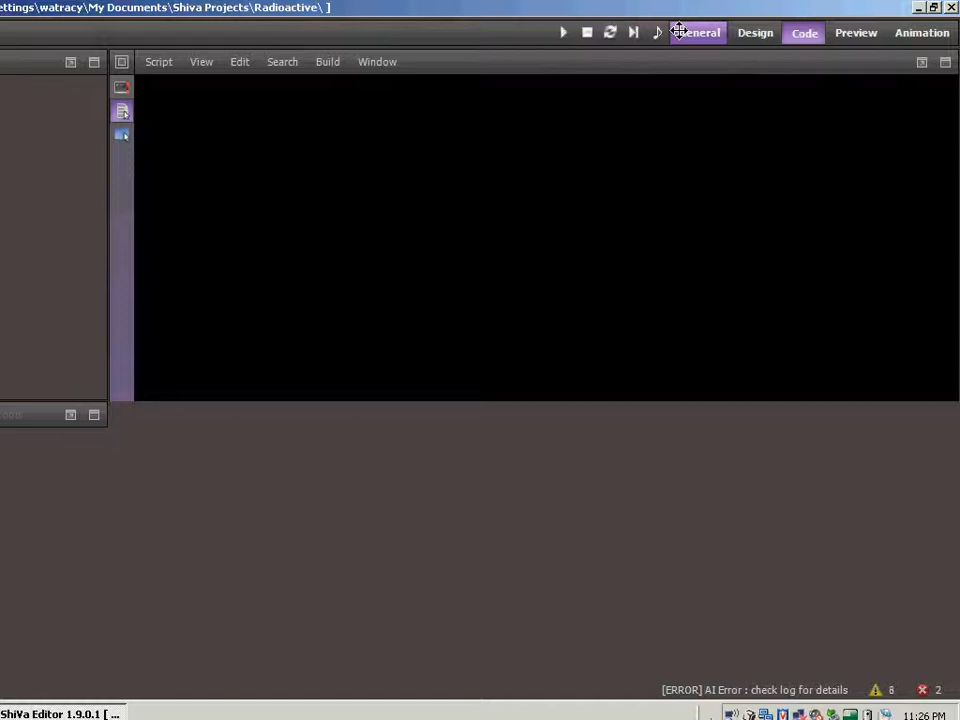 ettings\watracy\My Documents\Shiva Projects\Radioactive\ ]
General Design Code Preview Animation
Script View Edit Search Build Window
[ERROR] AI Error : check log for details 8 2
ShiVa Editor 1.9.0.1 [ ...
11:26 PM